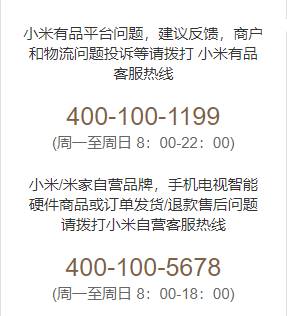 小米有品平台问题，建议反馈，商户
和物流问题投诉等请拨打 小米有品
客服热线
400-100-1199
(周一至周日 8：00-22：00)
小米/米家自营品牌，手机电视智能
硬件商品或订单发货/退款售后问题
请拨打小米自营客服热线
400-100-5678
(周一至周日 8：00-18：00)